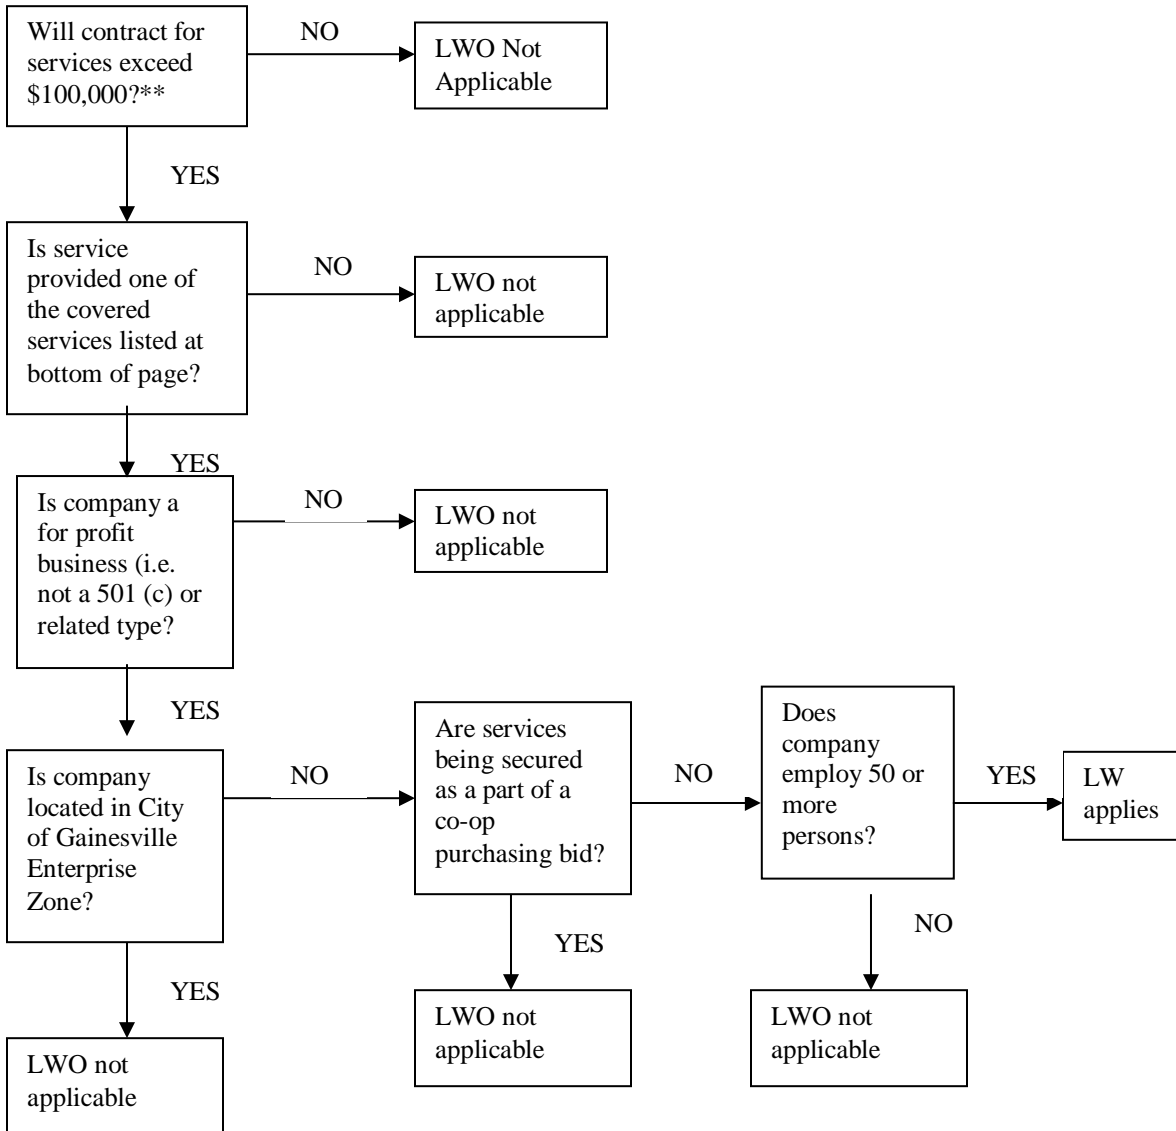 Will contract for
services exceed
$100,000?**
NO
LWO Not
Applicable
YES
Is service
provided one of
the covered
services listed at
bottom of page?
NO
LWO not
applicable
YES
Is company a
for profit
business (i.e.
not a 501 (c) or
related type?
NO
LWO not
applicable
YES
Is company
located in City
of Gainesville
Enterprise
Zone?
NO
Are services
being secured
as a part of a
co-op
purchasing bid?
NO
Does
company
employ 50 or
more
persons?
YES
LW
applies
YES
LWO not
applicable
YES
LWO not
applicable
NO
LWO not
applicable